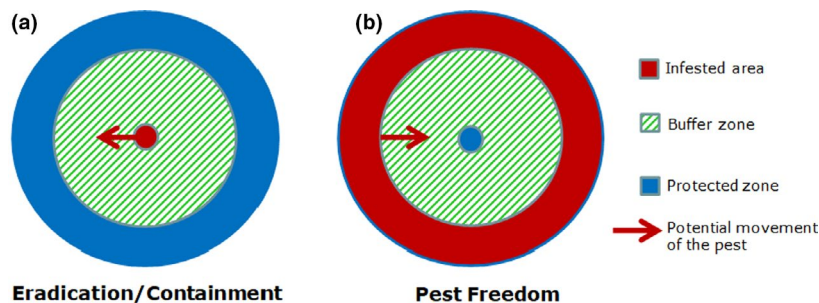 (a)
(b)
Infested area
Buffer zone
Protected zone
Potential movement
of the pest
Eradication/Containment
Pest Freedom